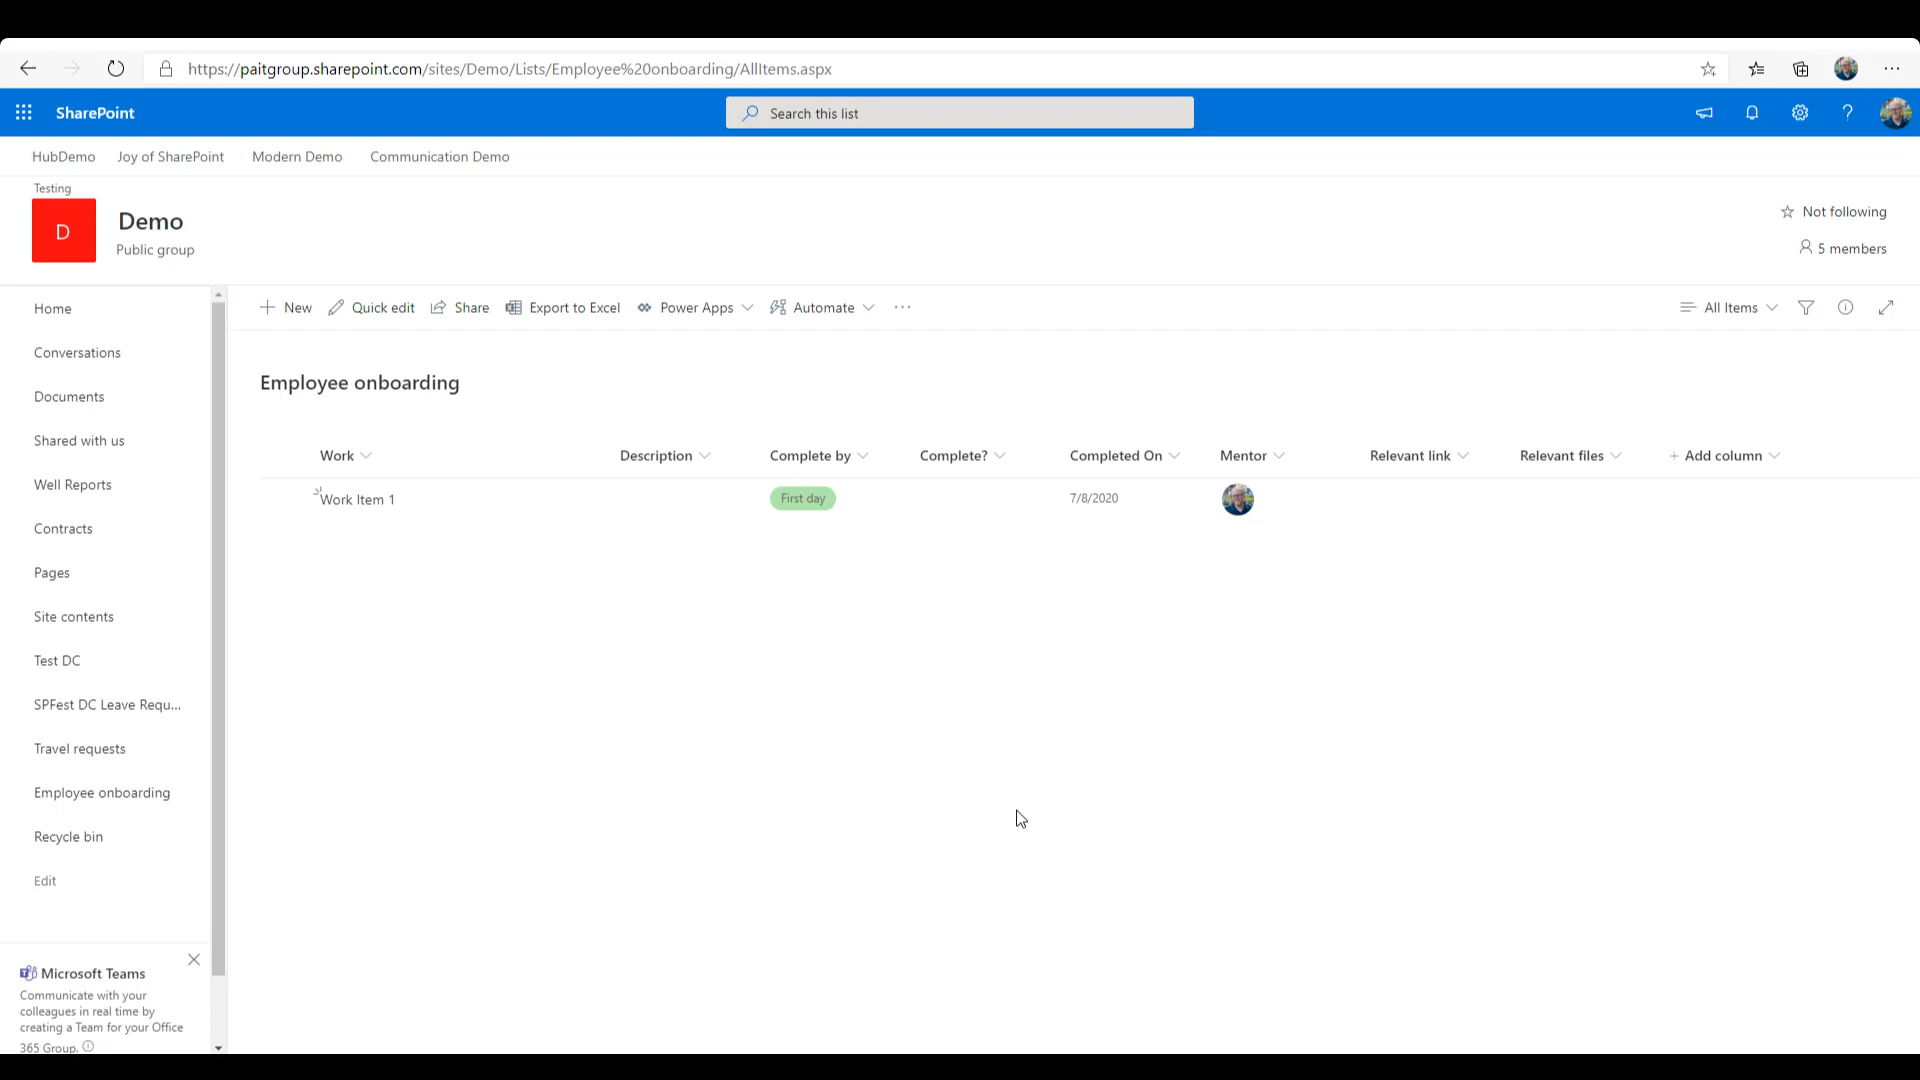 https://paitgroup.sharepoint.com/sites/Demo/Lists/Employee%20onboarding/AllItems.aspx
SharePoint
Search this list
HubDemo Joy of SharePoint Modern Demo Communication Demo
Testing
D
Demo
Public group
Not following
5 members
Home
Conversations
Documents
Shared with us
Well Reports
Contracts
Pages
Site contents
Test DC
SPFest DC Leave Requ...
Travel requests
Employee onboarding
Recycle bin
Edit
Microsoft Teams
Communicate with your
colleagues in real time by
creating a Team for your Office
365 Group.
New Quick edit Share Export to Excel Power Apps Automate ··· All Items
Employee onboarding
Work Description Complete by Complete? Completed On Mentor Relevant link Relevant files + Add column
Work Item 1 First day 7/8/2020